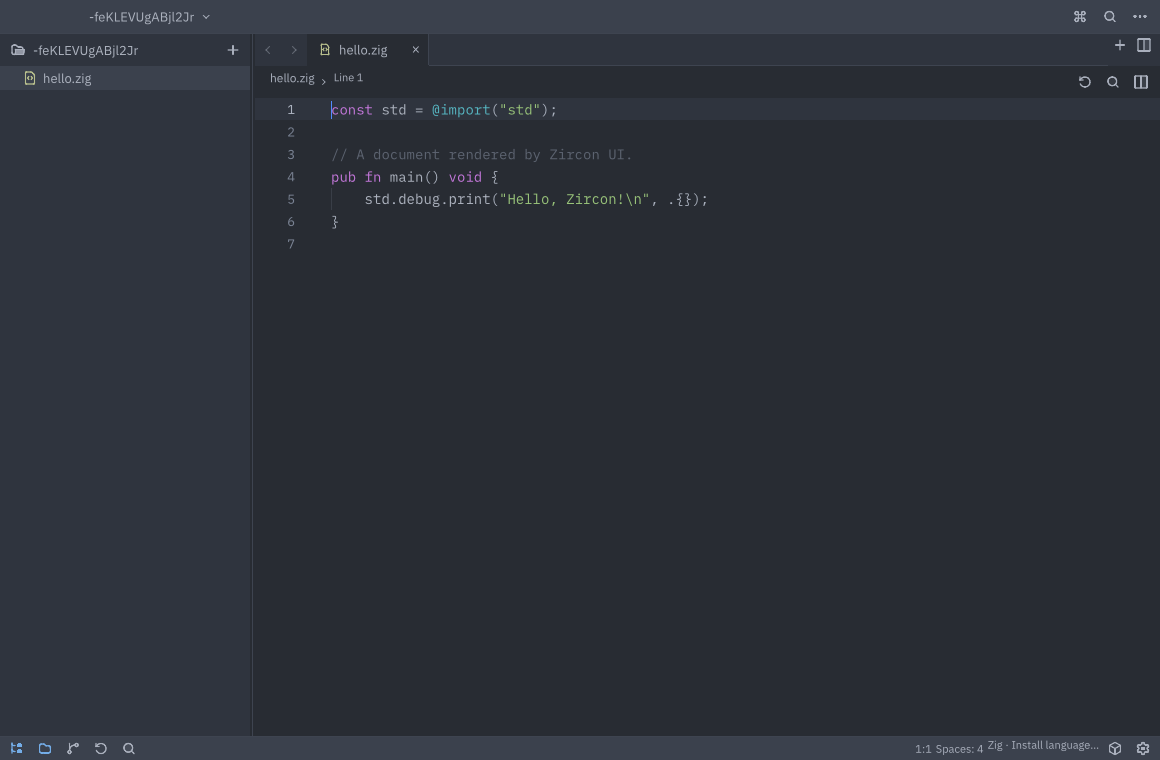 -feKLEVUgABjl2Jr
-feKLEVUgABjl2Jr
hello.zig
hello.zig
hello.zig › Line 1
1 const std = @import("std");
2
3 // A document rendered by Zircon UI.
4 pub fn main() void {
5     std.debug.print("Hello, Zircon!\n", .{});
6 }
7
1:1 Spaces: 4 Zig · Install language...